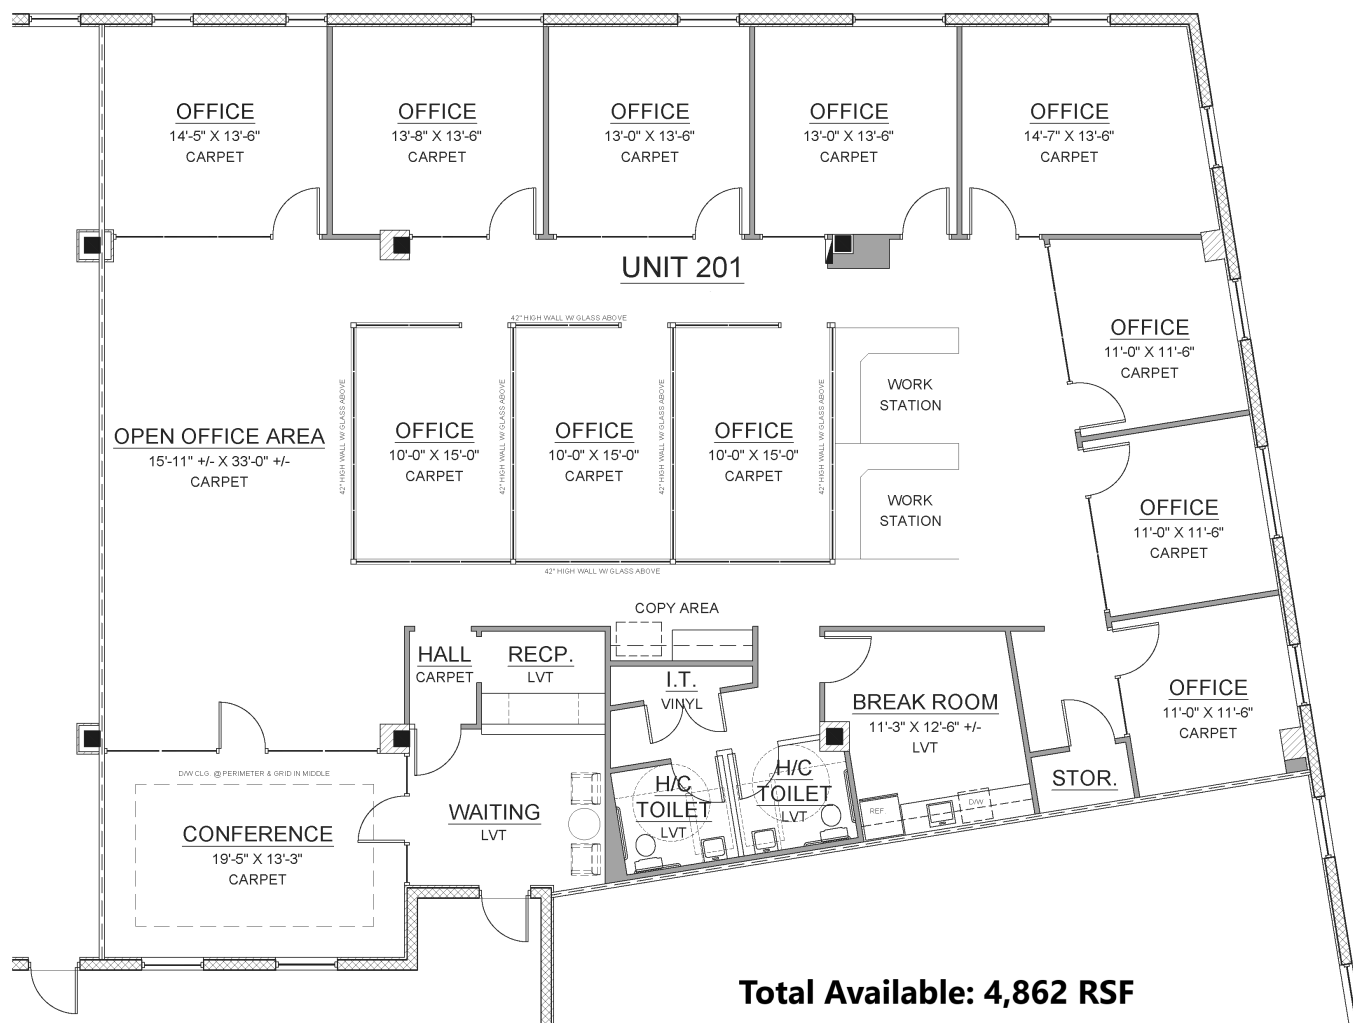 OFFICE
14'-5" X 13'-6"
CARPET
OFFICE
13'-8" X 13'-6"
CARPET
OFFICE
13'-0" X 13'-6"
CARPET
OFFICE
13'-0" X 13'-6"
CARPET
OFFICE
14'-7" X 13'-6"
CARPET
UNIT 201
42" HIGH WALL W/ GLASS ABOVE
OFFICE
11'-0" X 11'-6"
CARPET
42" HIGH WALL W/ GLASS ABOVE
42" HIGH WALL W/ GLASS ABOVE
42" HIGH WALL W/ GLASS ABOVE
42" HIGH WALL W/ GLASS ABOVE
WORK
STATION
OPEN OFFICE AREA
15'-11" +/- X 33'-0" +/-
CARPET
OFFICE
10'-0" X 15'-0"
CARPET
OFFICE
10'-0" X 15'-0"
CARPET
OFFICE
10'-0" X 15'-0"
CARPET
WORK
STATION
OFFICE
11'-0" X 11'-6"
CARPET
42" HIGH WALL W/ GLASS ABOVE
COPY AREA
HALL
CARPET
RECP.
LVT
I.T.
VINYL
BREAK ROOM
11'-3" X 12'-6" +/-
LVT
OFFICE
11'-0" X 11'-6"
CARPET
D/W CLG. @ PERIMETER & GRID IN MIDDLE
CONFERENCE
19'-5" X 13'-3"
CARPET
WAITING
LVT
H/C
TOILET
LVT
H/C
TOILET
LVT
REF.
D/W
STOR.
Total Available: 4,862 RSF